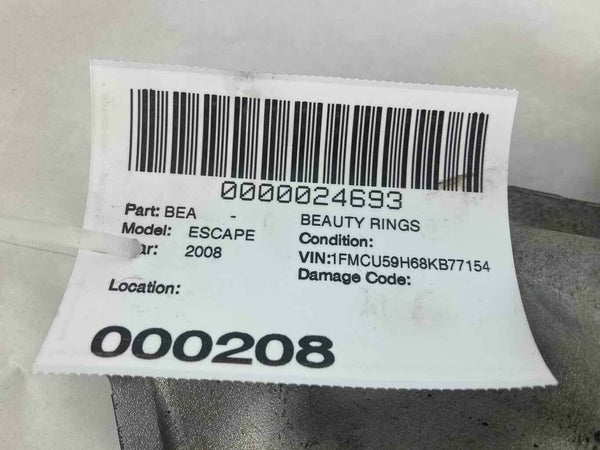 0000024693
Part: BEA - BEAUTY RINGS
Model: ESCAPE Condition:
ar: 2008 VIN:1FMCU59H68KB77154
Damage Code:
Location:
000208